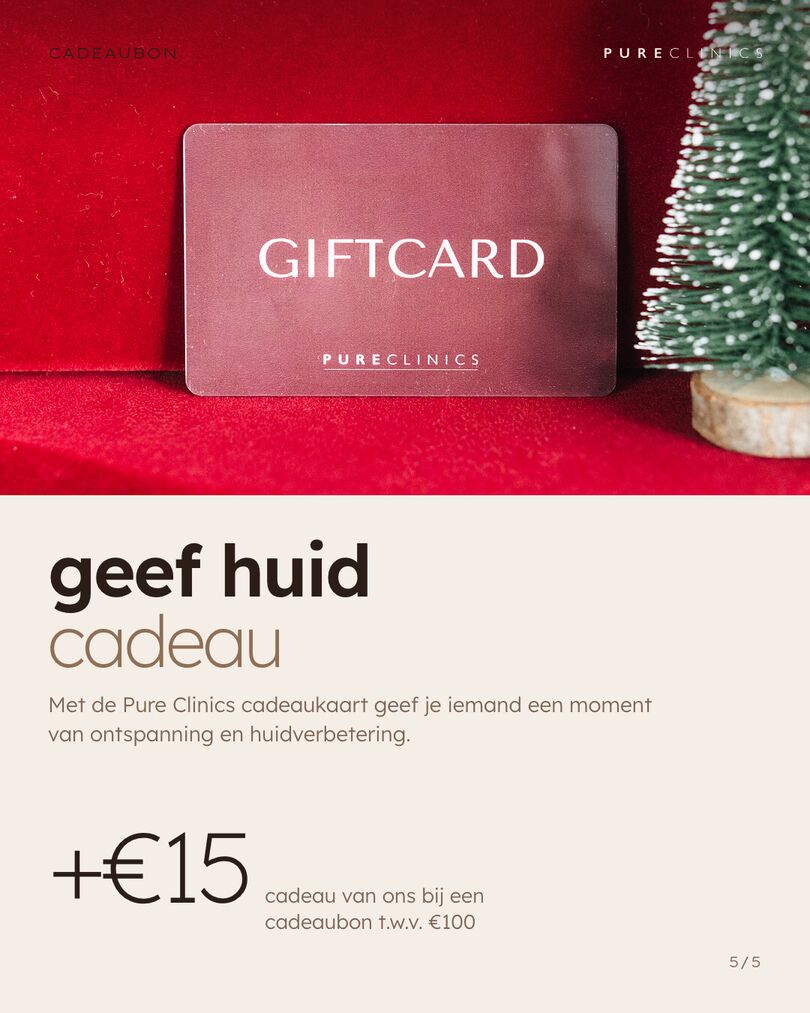 CADEAUBON
PURECLINICS
GIFTCARD
PURECLINICS
geef huid
cadeau
Met de Pure Clinics cadeaukaart geef je iemand een moment
van ontspanning en huidverbetering.
+€15
cadeau van ons bij een
cadeaubon t.w.v. €100
5/5